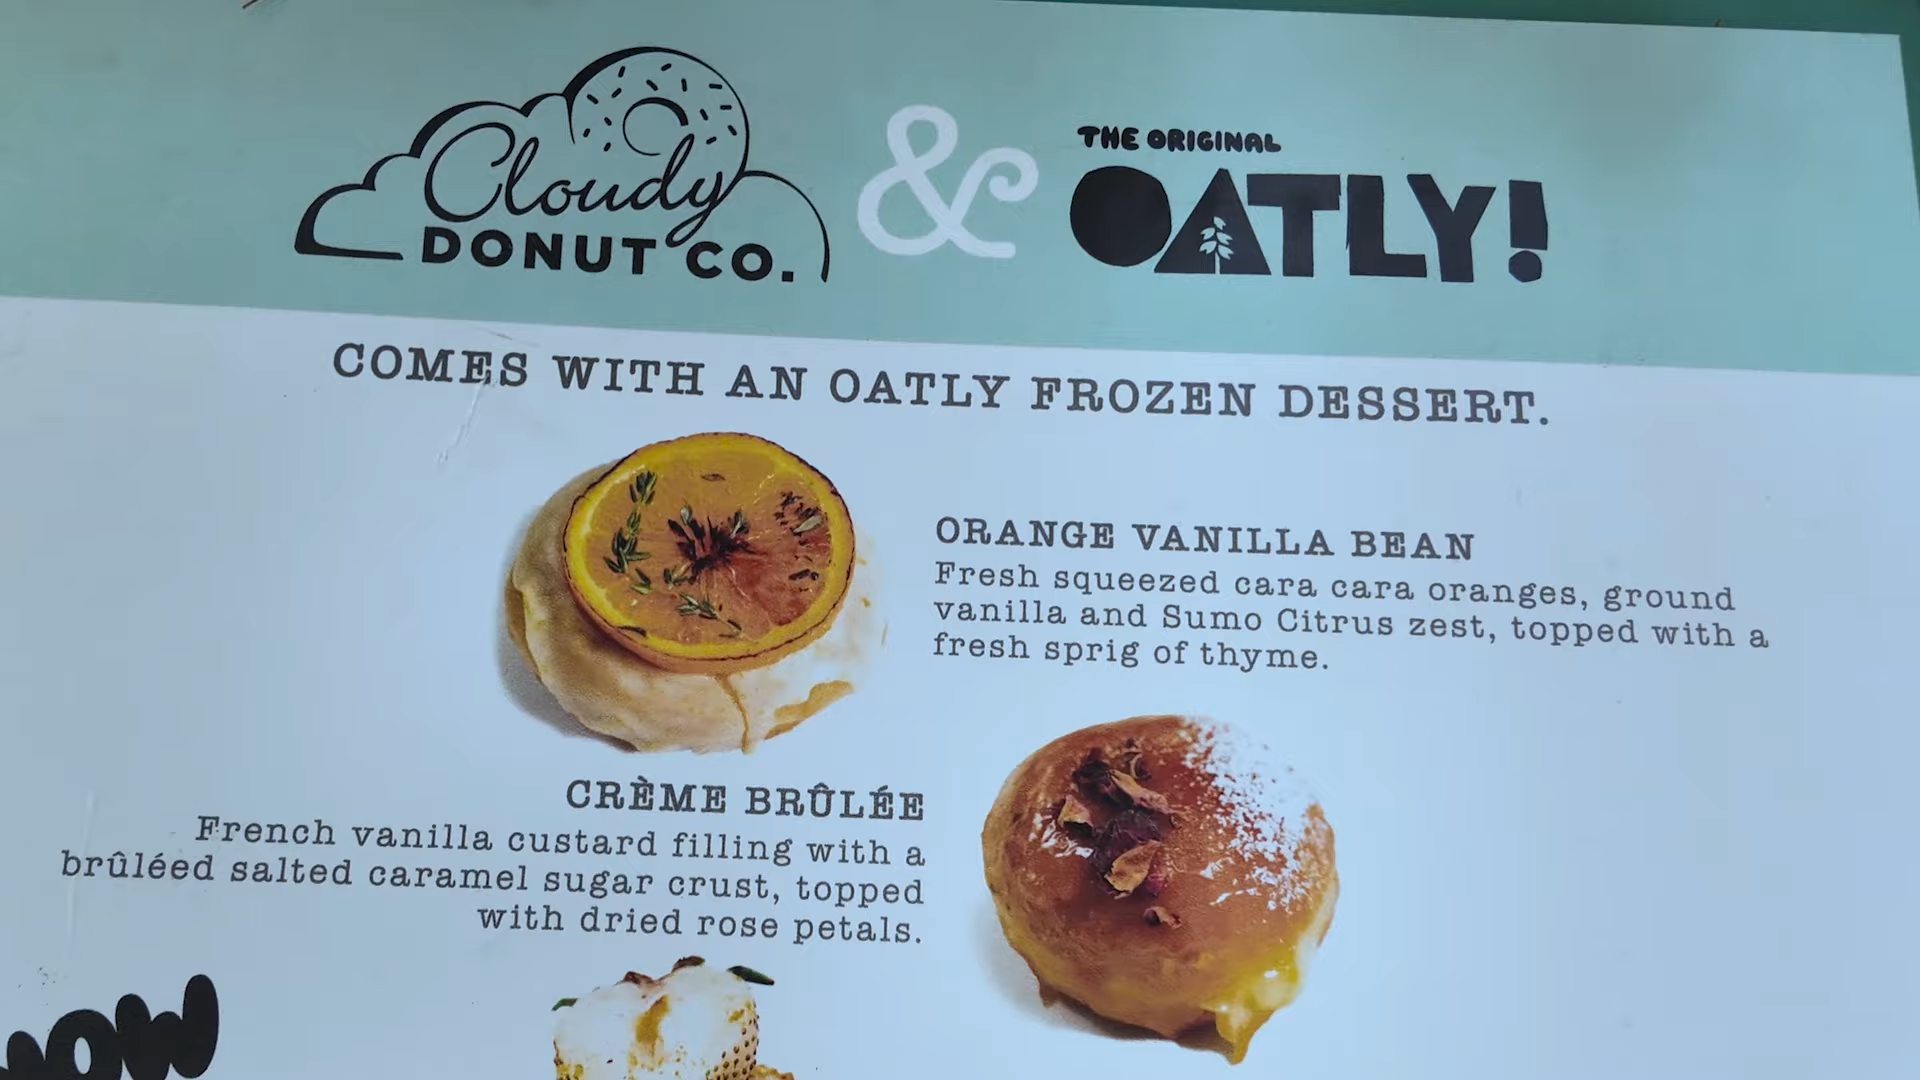 Cloudy
DONUT CO.
&
THE ORIGINAL
OATLY!
COMES WITH AN OATLY FROZEN DESSERT.
ORANGE VANILLA BEAN
Fresh squeezed cara cara oranges, ground
vanilla and Sumo Citrus zest, topped with a
fresh sprig of thyme.
CRÈME BRÛLÉE
French vanilla custard filling with a
brûléed salted caramel sugar crust, topped
with dried rose petals.